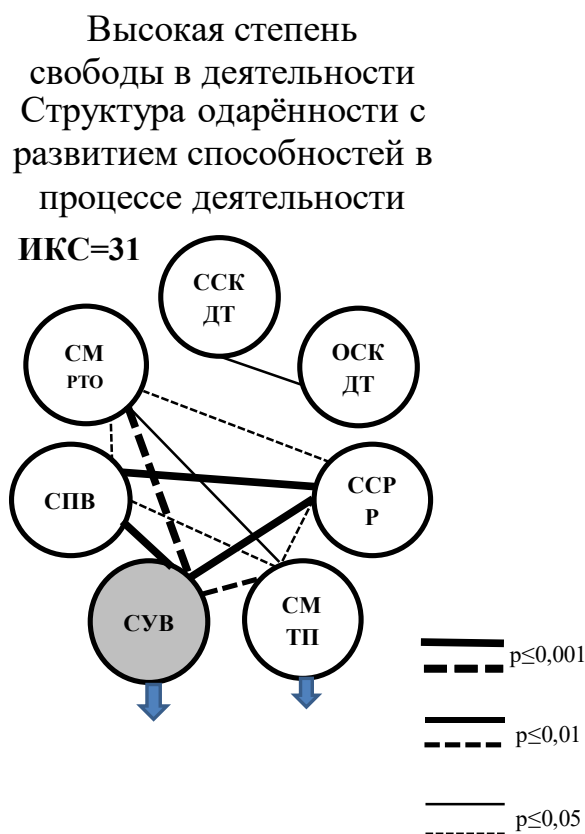 Высокая степень
свободы в деятельности
Структура одарённости с
развитием способностей в
процессе деятельности
ИКС=31
ССК
ДТ
СМ
РТО
ОСК
ДТ
СПВ
ССР
Р
СУВ
СМ
ТП
p≤0,001
p≤0,01
p≤0,05